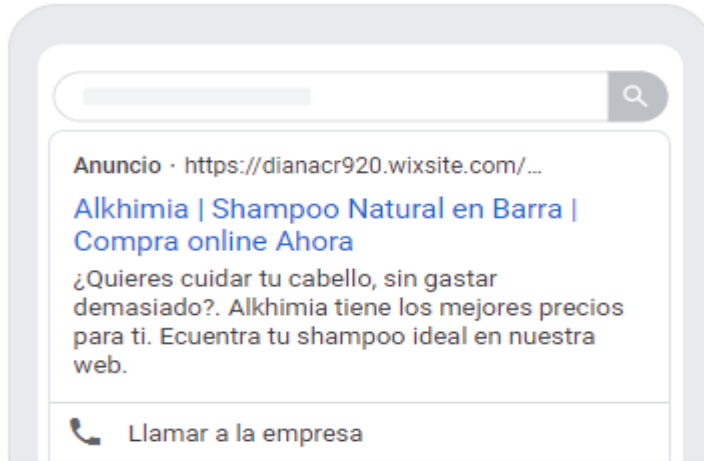 Anuncio · https://dianacr920.wixsite.com/...
Alkhimia | Shampoo Natural en Barra |
Compra online Ahora
¿Quieres cuidar tu cabello, sin gastar
demasiado?. Alkhimia tiene los mejores precios
para ti. Ecuentra tu shampoo ideal en nuestra
web.
Llamar a la empresa